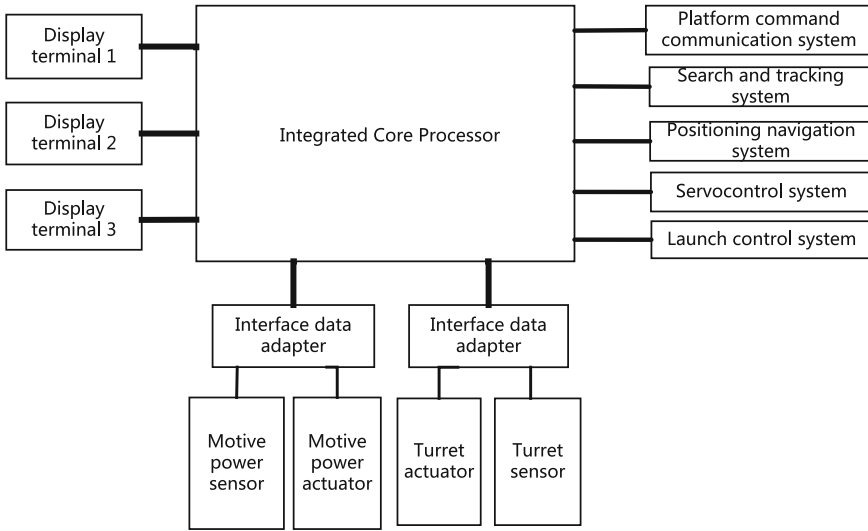 Display
terminal 1
Display
terminal 2
Display
terminal 3
Integrated Core Processor
Platform command
communication system
Search and tracking
system
Positioning navigation
system
Servocontrol system
Launch control system
Interface data
adapter
Interface data
adapter
Motive
power
sensor
Motive
power
actuator
Turret
actuator
Turret
sensor